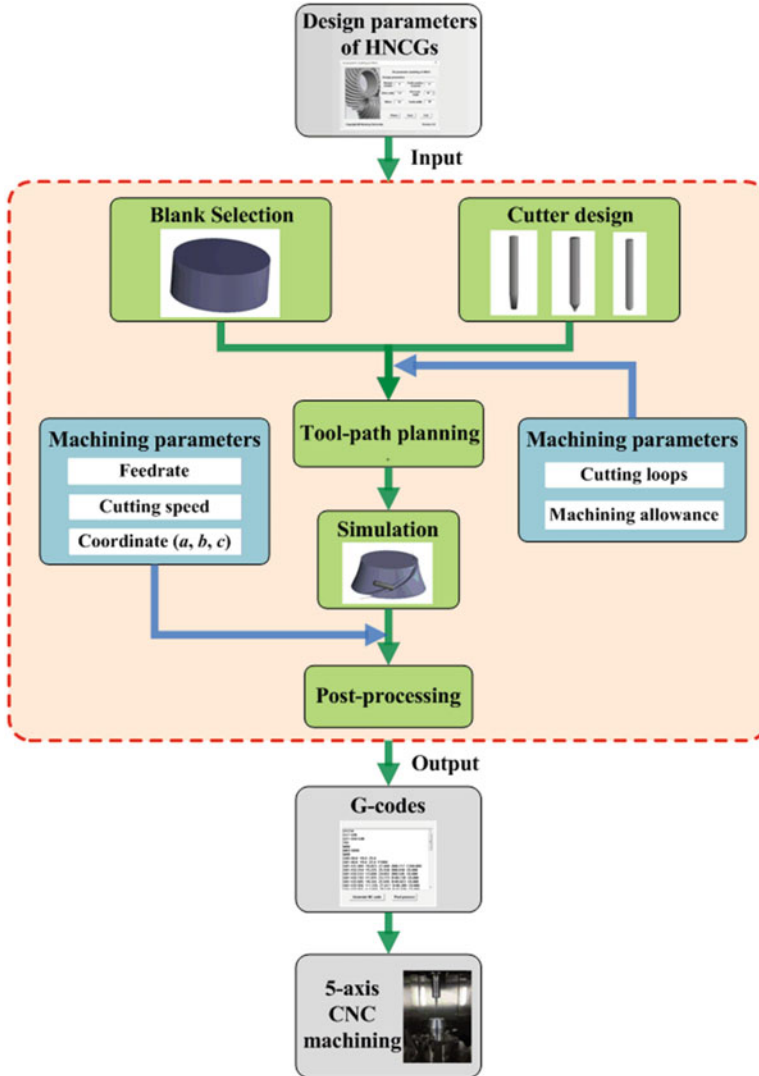 Design parameters
of HNCGs
Input
Blank Selection
Cutter design
Tool-path planning
Machining parameters
Feedrate
Cutting speed
Coordinate (a, b, c)
Machining parameters
Cutting loops
Machining allowance
Simulation
Post-processing
Output
G-codes
5-axis
CNC
machining